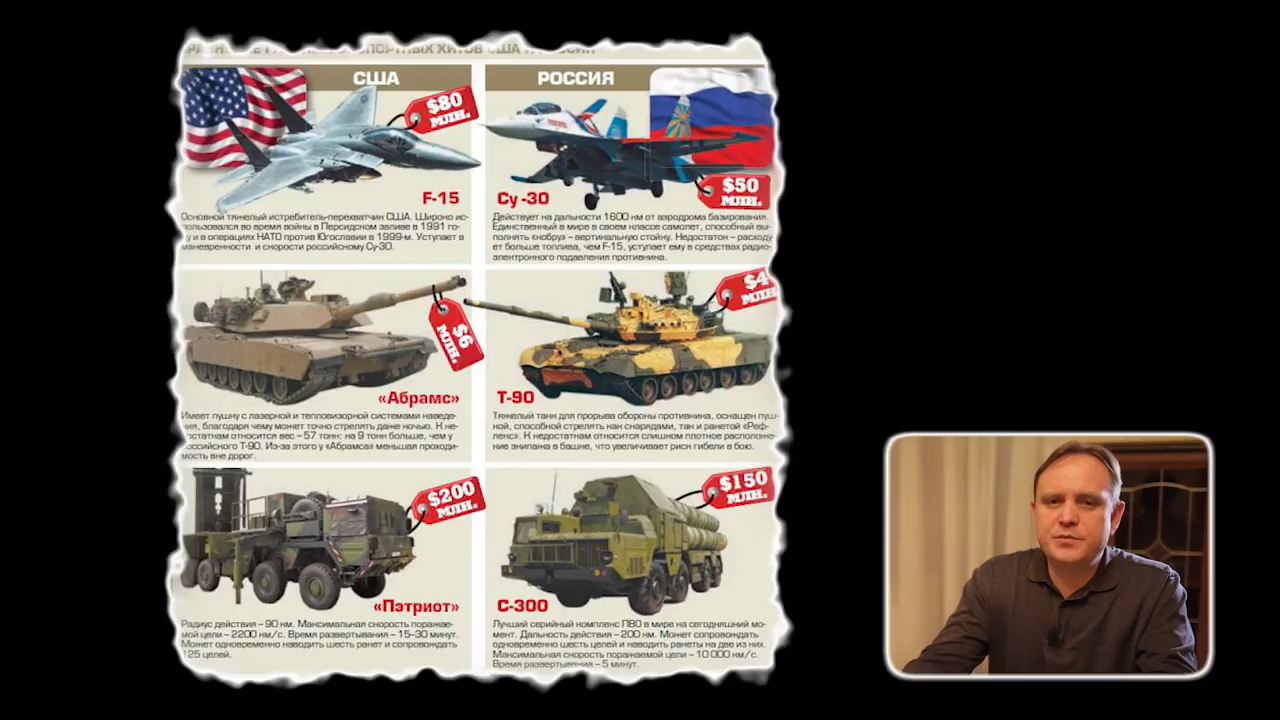 ПОРТНЫХ ХИТОВ США И РОССИЯ
США
РОССИЯ
$80
МЛН.
$50
МЛН.
F-15
Су -30
Основной тяжелый истребитель-перехватчик США. Широко ис-
пользовался во время войны в Персидском заливе в 1991 го-
ду и в операциях НАТО против Югославии в 1999-м. Уступает в
маневренности и скорости российскому Су-30.
Действует на дальности 1600 км от аэродрома базирования.
Единственный в мире в своем классе самолет, способный вы-
полнять «кобру» – вертикальную стойку. Недостаток – расходу-
ет больше топлива, чем F-15, уступает ему в средствах радио-
электронного подавления противника.
$6
МЛН.
$4
МЛН
«Абрамс»
Т-90
Имеет пушку с лазерной и тепловизорной системами наведе-
ния, благодаря чему может точно стрелять даже ночью. К не-
достаткам относится вес – 57 тонн: на 9 тонн больше, чем у
российского Т-90. Из-за этого у «Абрамса» меньшая проходи-
мость вне дорог.
Тяжелый танк для прорыва обороны противника, оснащен пуш-
кой, способной стрелять как снарядами, так и ракетой «Реф-
лекс». К недостаткам относится слишком плотное расположе-
ние экипажа в башне, что увеличивает риск гибели в бою.
$200
МЛН.
$150
МЛН.
«Пэтриот»
С-300
Радиус действия – 90 км. Максимальная скорость поражае-
мой цели – 2200 км/с. Время развертывания – 15-30 минут.
Может одновременно наводить шесть ракет и сопровождать
125 целей.
Лучший серийный комплекс ПВО в мире на сегодняшний мо-
мент. Дальность действия – 200 км. Может сопровождать
одновременно шесть целей и наводить ракеты на две из них.
Максимальная скорость поражаемой цели – 10 000 км/с.
Время развертывания – 5 минут.